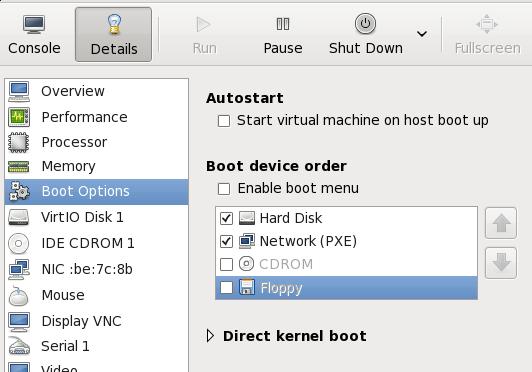 Console
Details
Run
Pause
Shut Down
Fullscreen
Overview
Performance
Processor
Memory
Boot Options
VirtIO Disk 1
IDE CDROM 1
NIC :be:7c:8b
Mouse
Display VNC
Serial 1
Video
Autostart
Start virtual machine on host boot up
Boot device order
Enable boot menu
Hard Disk
Network (PXE)
CDROM
Floppy
Direct kernel boot